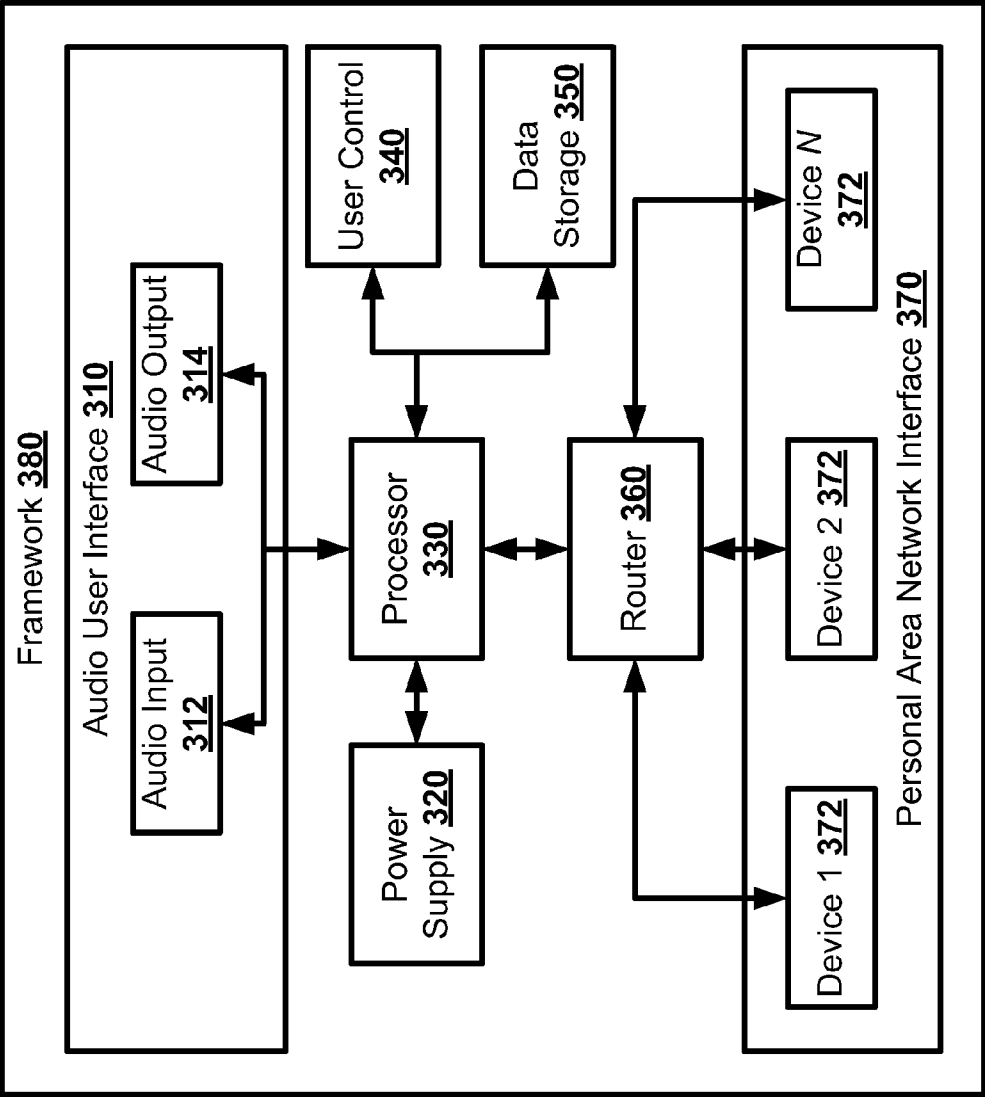 Framework 380
Audio User Interface 310
Audio Input
312
Audio Output
314
User Control
340
Power
Supply 320
Processor
330
Data
Storage 350
Router 360
Device 1 372
Device 2 372
Device N
372
Personal Area Network Interface 370